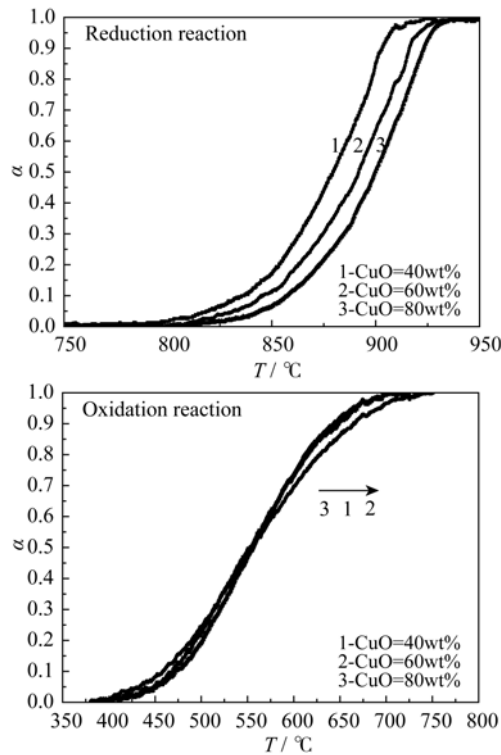 1.0
Reduction reaction
0.9
0.8
0.7
0.6
1 2 3
α
0.5
0.4
0.3
0.2
1-CuO=40wt%
2-CuO=60wt%
0.1
3-CuO=80wt%
0.0
750 800 850 900 950
T / ℃
1.0
Oxidation reaction
0.9
0.8
0.7
3 1 2
0.6
α
0.5
0.4
0.3
0.2
1-CuO=40wt%
2-CuO=60wt%
0.1
3-CuO=80wt%
0.0
350 400 450 500 550 600 650 700 750 800
T / ℃